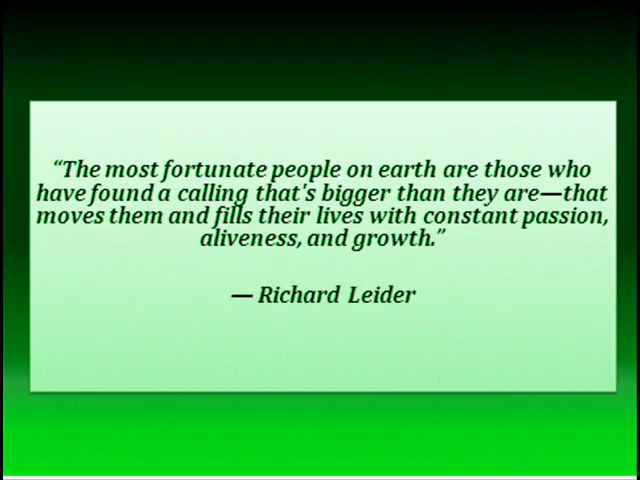 “The most fortunate people on earth are those who
have found a calling that's bigger than they are—that
moves them and fills their lives with constant passion,
aliveness, and growth.”
— Richard Leider